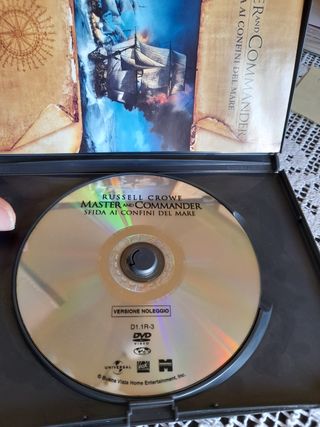 ER AND COMMANDER
A AI CONFINI DEL MARE
RUSSELL CROWE
MASTER AND COMMANDER
SFIDA AI CONFINI DEL MARE
VERSIONE NOLEGGIO
D1.1R-3
DVD
VIDEO
UNIVERSAL
© Buena Vista Home Entertainment, Inc.